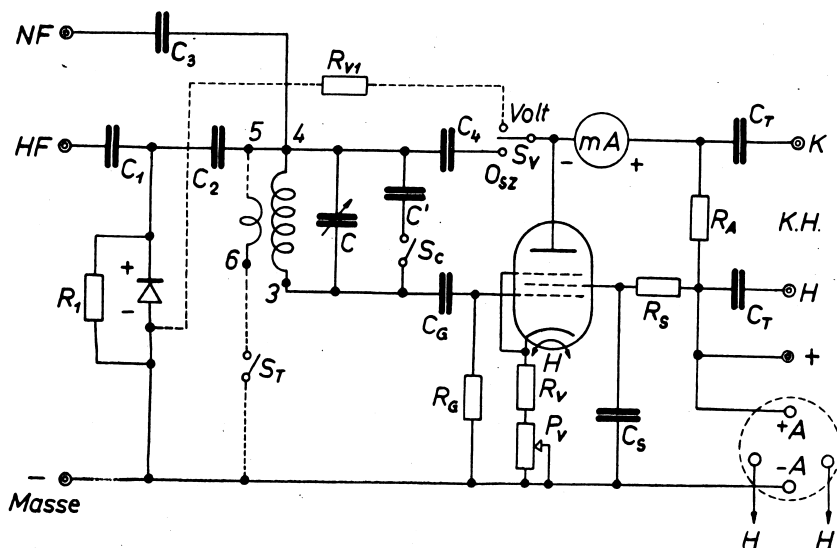 NF
C3
Rv1
Volt
HF
C1
C2
5
4
C4
Sv
Osz
-
mA
+
CT
K
C
C'
Sc
RA
K.H.
6
3
+
-
R1
CG
RS
CT
H
ST
H
RV
+
RG
PV
CS
+A
-A
-
Masse
H
H